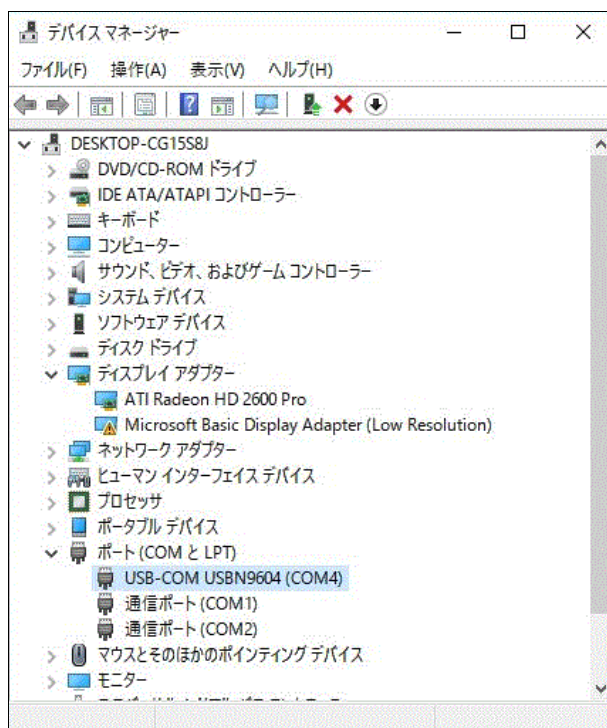 デバイス マネージャー
ファイル(F) 操作(A) 表示(V) ヘルプ(H)
DESKTOP-CG15S8J
DVD/CD-ROM ドライブ
IDE ATA/ATAPI コントローラー
キーボード
コンピューター
サウンド、ビデオ、およびゲーム コントローラー
システム デバイス
ソフトウェア デバイス
ディスク ドライブ
ディスプレイ アダプター
ATI Radeon HD 2600 Pro
Microsoft Basic Display Adapter (Low Resolution)
ネットワーク アダプター
ヒューマン インターフェイス デバイス
プロセッサ
ポータブル デバイス
ポート (COM と LPT)
USB-COM USBN9604 (COM4)
通信ポート (COM1)
通信ポート (COM2)
マウスとそのほかのポインティング デバイス
モニター